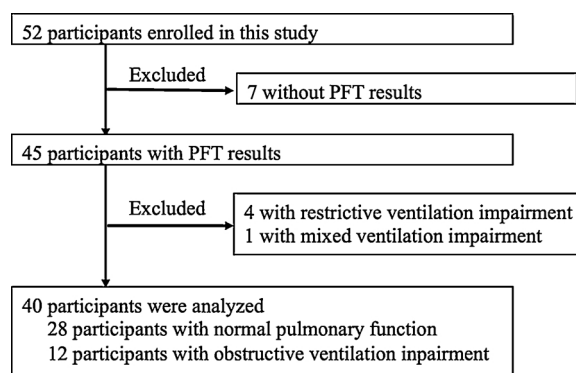 52 participants enrolled in this study
Excluded
7 without PFT results
45 participants with PFT results
Excluded
4 with restrictive ventilation impairment
1 with mixed ventilation impairment
40 participants were analyzed
28 participants with normal pulmonary function
12 participants with obstructive ventilation inpairment